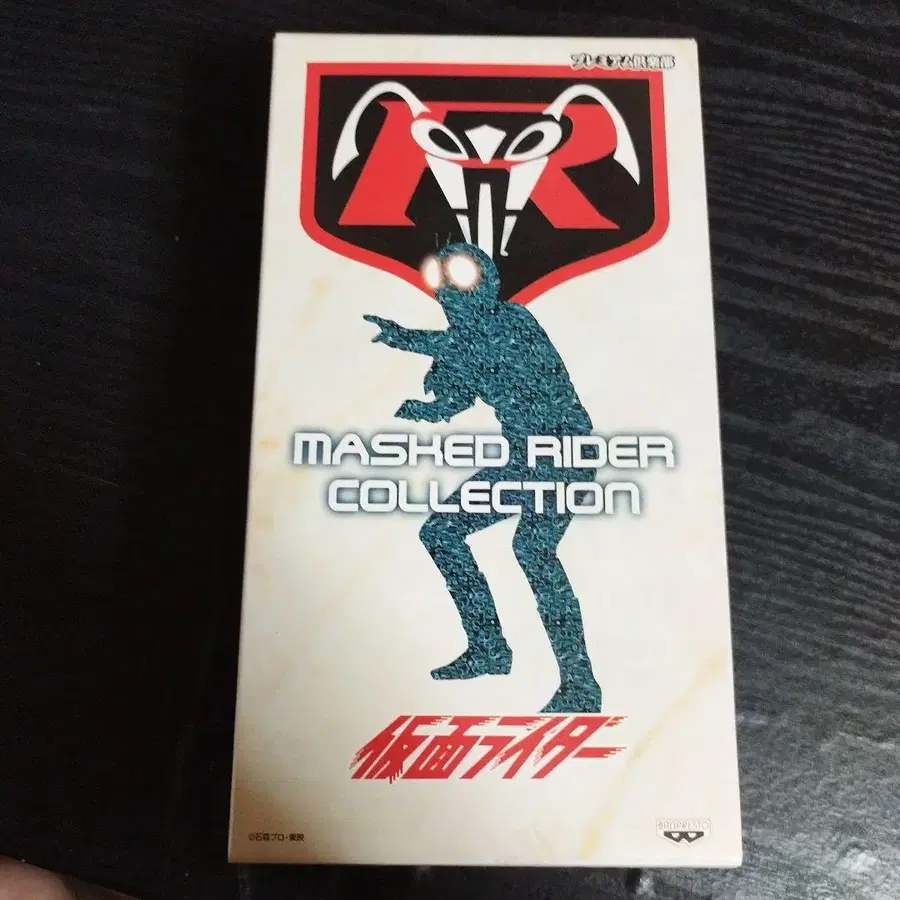 プレミアム倶楽部
MASKED RIDER
COLLECTION
仮面ライダー
©石森プロ・東映
BANPRESTO